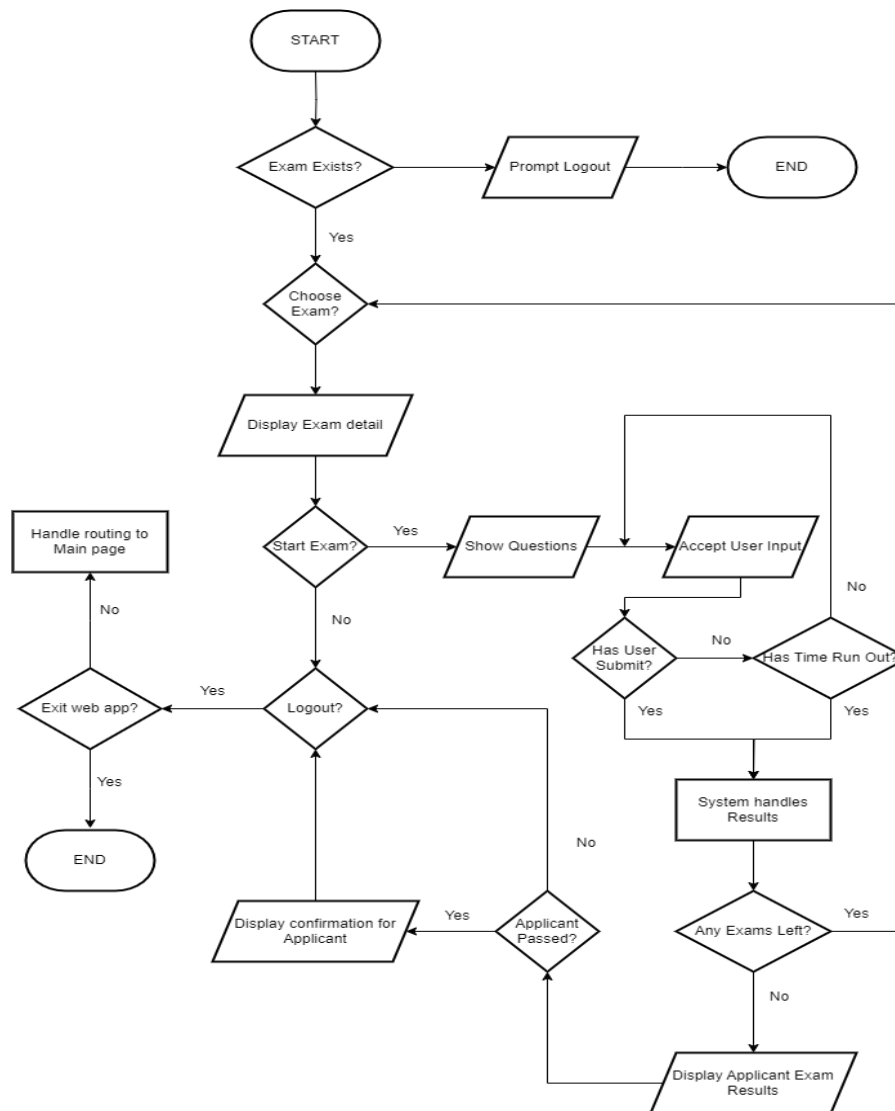 START
Exam Exists?
Prompt Logout
END
Yes
Choose
Exam?
Display Exam detail
Handle routing to
Main page
Start Exam?
Yes
Show Questions
Accept User Input
No
No
No
Has User
Submit?
No
Has Time Run Out?
Exit web app?
Yes
Logout?
Yes
Yes
Yes
END
System handles
Results
No
Display confirmation for
Applicant
Yes
Applicant
Passed?
Any Exams Left?
Yes
No
Display Applicant Exam
Results